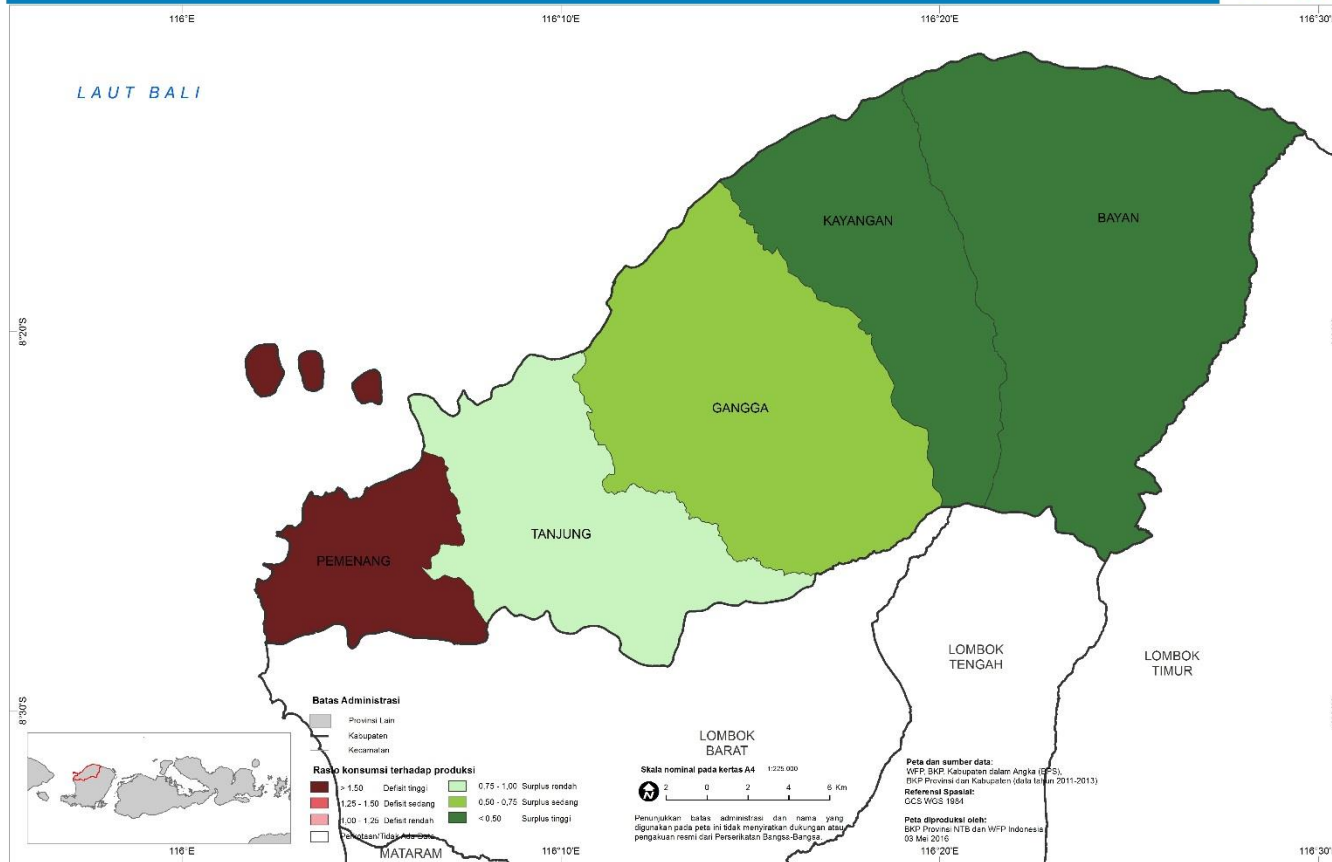 116°E 116°10'E 116°20'E 116°30'E
LAUT BALI
KAYANGAN
BAYAN
8°20'S
GANGGA
TANJUNG
PEMENANG
LOMBOK
TENGAH
LOMBOK
TIMUR
8°30'S
LOMBOK
BARAT
Batas Administrasi
Provinsi Lain
Kabupaten
Kecamatan
Rasio konsumsi terhadap produksi
> 1.50 Defisit tinggi
1,25 - 1.50 Defisit sedang
1,00 - 1,25 Defisit rendah
Perkotaan/Tidak Ada Data
0,75 - 1,00 Surplus rendah
0,50 - 0,75 Surplus sedang
< 0,50 Surplus tinggi
MATARAM
Skala nominal pada kertas A4 1:225 000
N
2 0 2 4 6 Km
Penunjukkan batas administrasi dan nama yang
digunakan pada peta ini tidak menyiratkan dukungan atau
pengakuan resmi dari Perserikatan Bangsa-Bangsa.
Peta dan sumber data:
WFP, BKP, Kabupaten dalam Angka (BPS),
BKP Provinsi dan Kabupaten (data tahun 2011-2013)
Referensi Spasial:
GCS WGS 1984
Peta diproduksi oleh:
BKP Provinsi NTB dan WFP Indonesia
03 Mei 2016
116°E 116°10'E 116°20'E 116°30'E